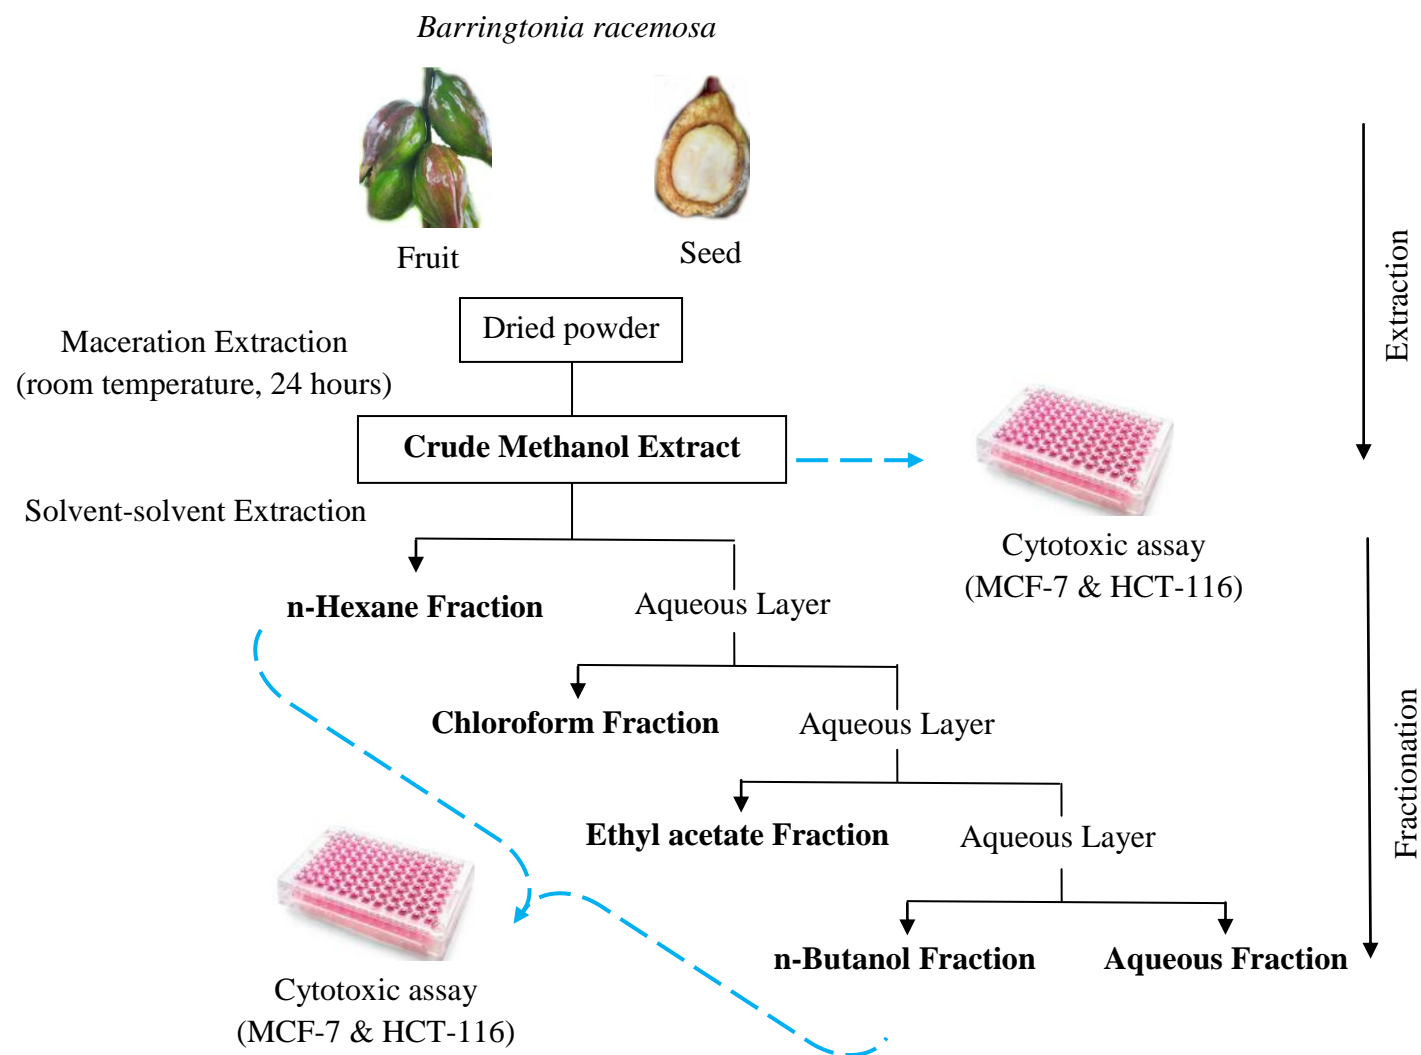 Barringtonia racemosa
Fruit
Seed
Dried powder
Maceration Extraction
(room temperature, 24 hours)
Crude Methanol Extract
Solvent-solvent Extraction
Cytotoxic assay
(MCF-7 & HCT-116)
Extraction
n-Hexane Fraction
Aqueous Layer
Chloroform Fraction
Aqueous Layer
Ethyl acetate Fraction
Aqueous Layer
n-Butanol Fraction
Aqueous Fraction
Fractionation
Cytotoxic assay
(MCF-7 & HCT-116)